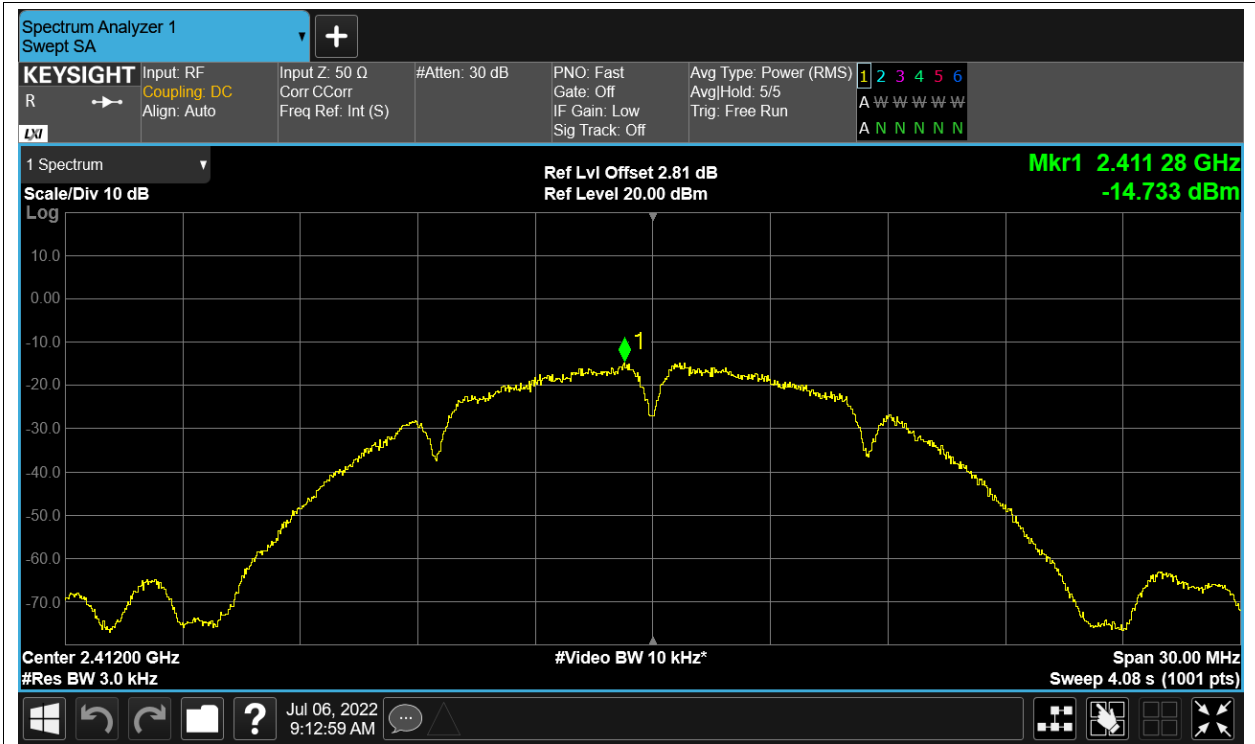 Spectrum Analyzer 1
Swept SA
KEYSIGHT
R
LXI
Input: RF
Coupling: DC
Align: Auto
Input Z: 50 Ω
Corr CCorr
Freq Ref: Int (S)
#Atten: 30 dB
PNO: Fast
Gate: Off
IF Gain: Low
Sig Track: Off
Avg Type: Power (RMS)
Avg|Hold: 5/5
Trig: Free Run
1 2 3 4 5 6
A W W W W W
A N N N N N
1 Spectrum
Scale/Div 10 dB
Log
Ref Lvl Offset 2.81 dB
Ref Level 20.00 dBm
Mkr1 2.411 28 GHz
-14.733 dBm
10.0
0.00
-10.0
-20.0
-30.0
-40.0
-50.0
-60.0
-70.0
1
Center 2.41200 GHz
#Res BW 3.0 kHz
#Video BW 10 kHz*
Span 30.00 MHz
Sweep 4.08 s (1001 pts)
?
Jul 06, 2022
9:12:59 AM